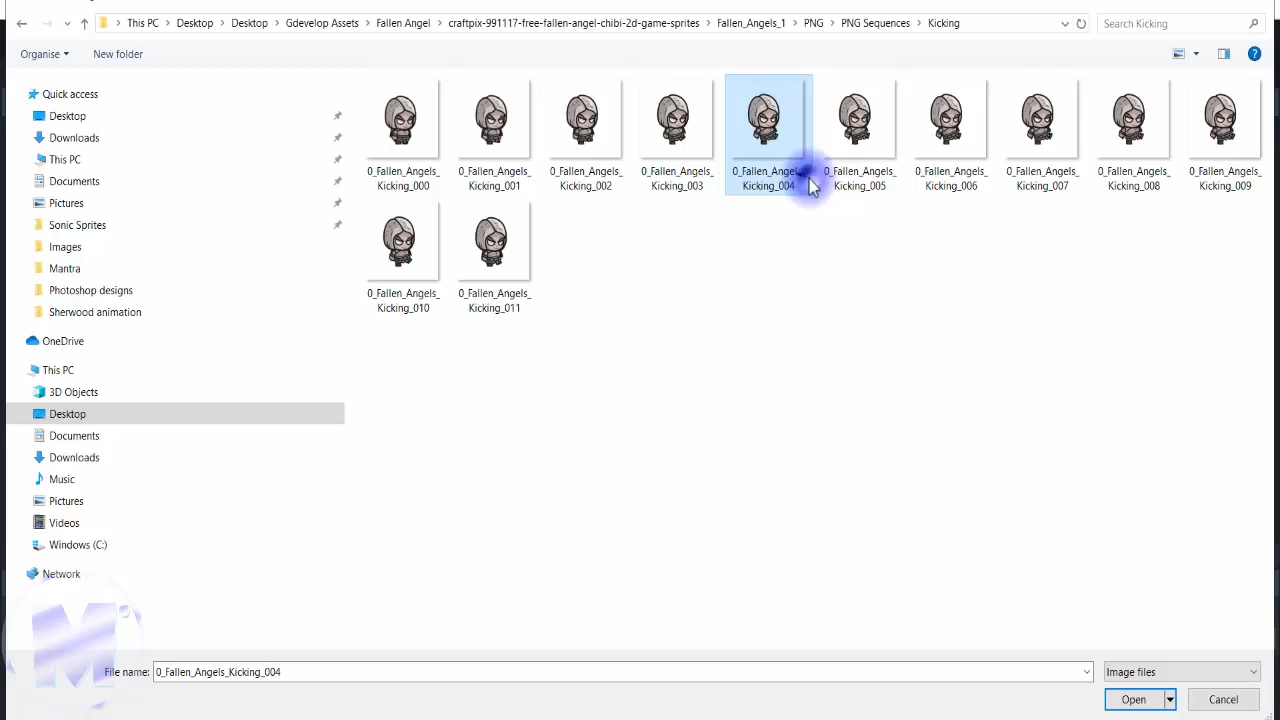 This PC > Desktop > Desktop > Gdevelop Assets > Fallen Angel > craftpix-991117-free-fallen-angel-chibi-2d-game-sprites > Fallen_Angels_1 > PNG > PNG Sequences > Kicking
Search Kicking
Organise
New folder
Quick access
Desktop
Downloads
This PC
Documents
Pictures
Sonic Sprites
Images
Mantra
Photoshop designs
Sherwood animation
OneDrive
This PC
3D Objects
Desktop
Documents
Downloads
Music
Pictures
Videos
Windows (C:)
Network
0_Fallen_Angels_
Kicking_000
0_Fallen_Angels_
Kicking_001
0_Fallen_Angels_
Kicking_002
0_Fallen_Angels_
Kicking_003
0_Fallen_Angels_
Kicking_004
0_Fallen_Angels_
Kicking_005
0_Fallen_Angels_
Kicking_006
0_Fallen_Angels_
Kicking_007
0_Fallen_Angels_
Kicking_008
0_Fallen_Angels_
Kicking_009
0_Fallen_Angels_
Kicking_010
0_Fallen_Angels_
Kicking_011
M
File name:
0_Fallen_Angels_Kicking_004
Image files
Open
Cancel